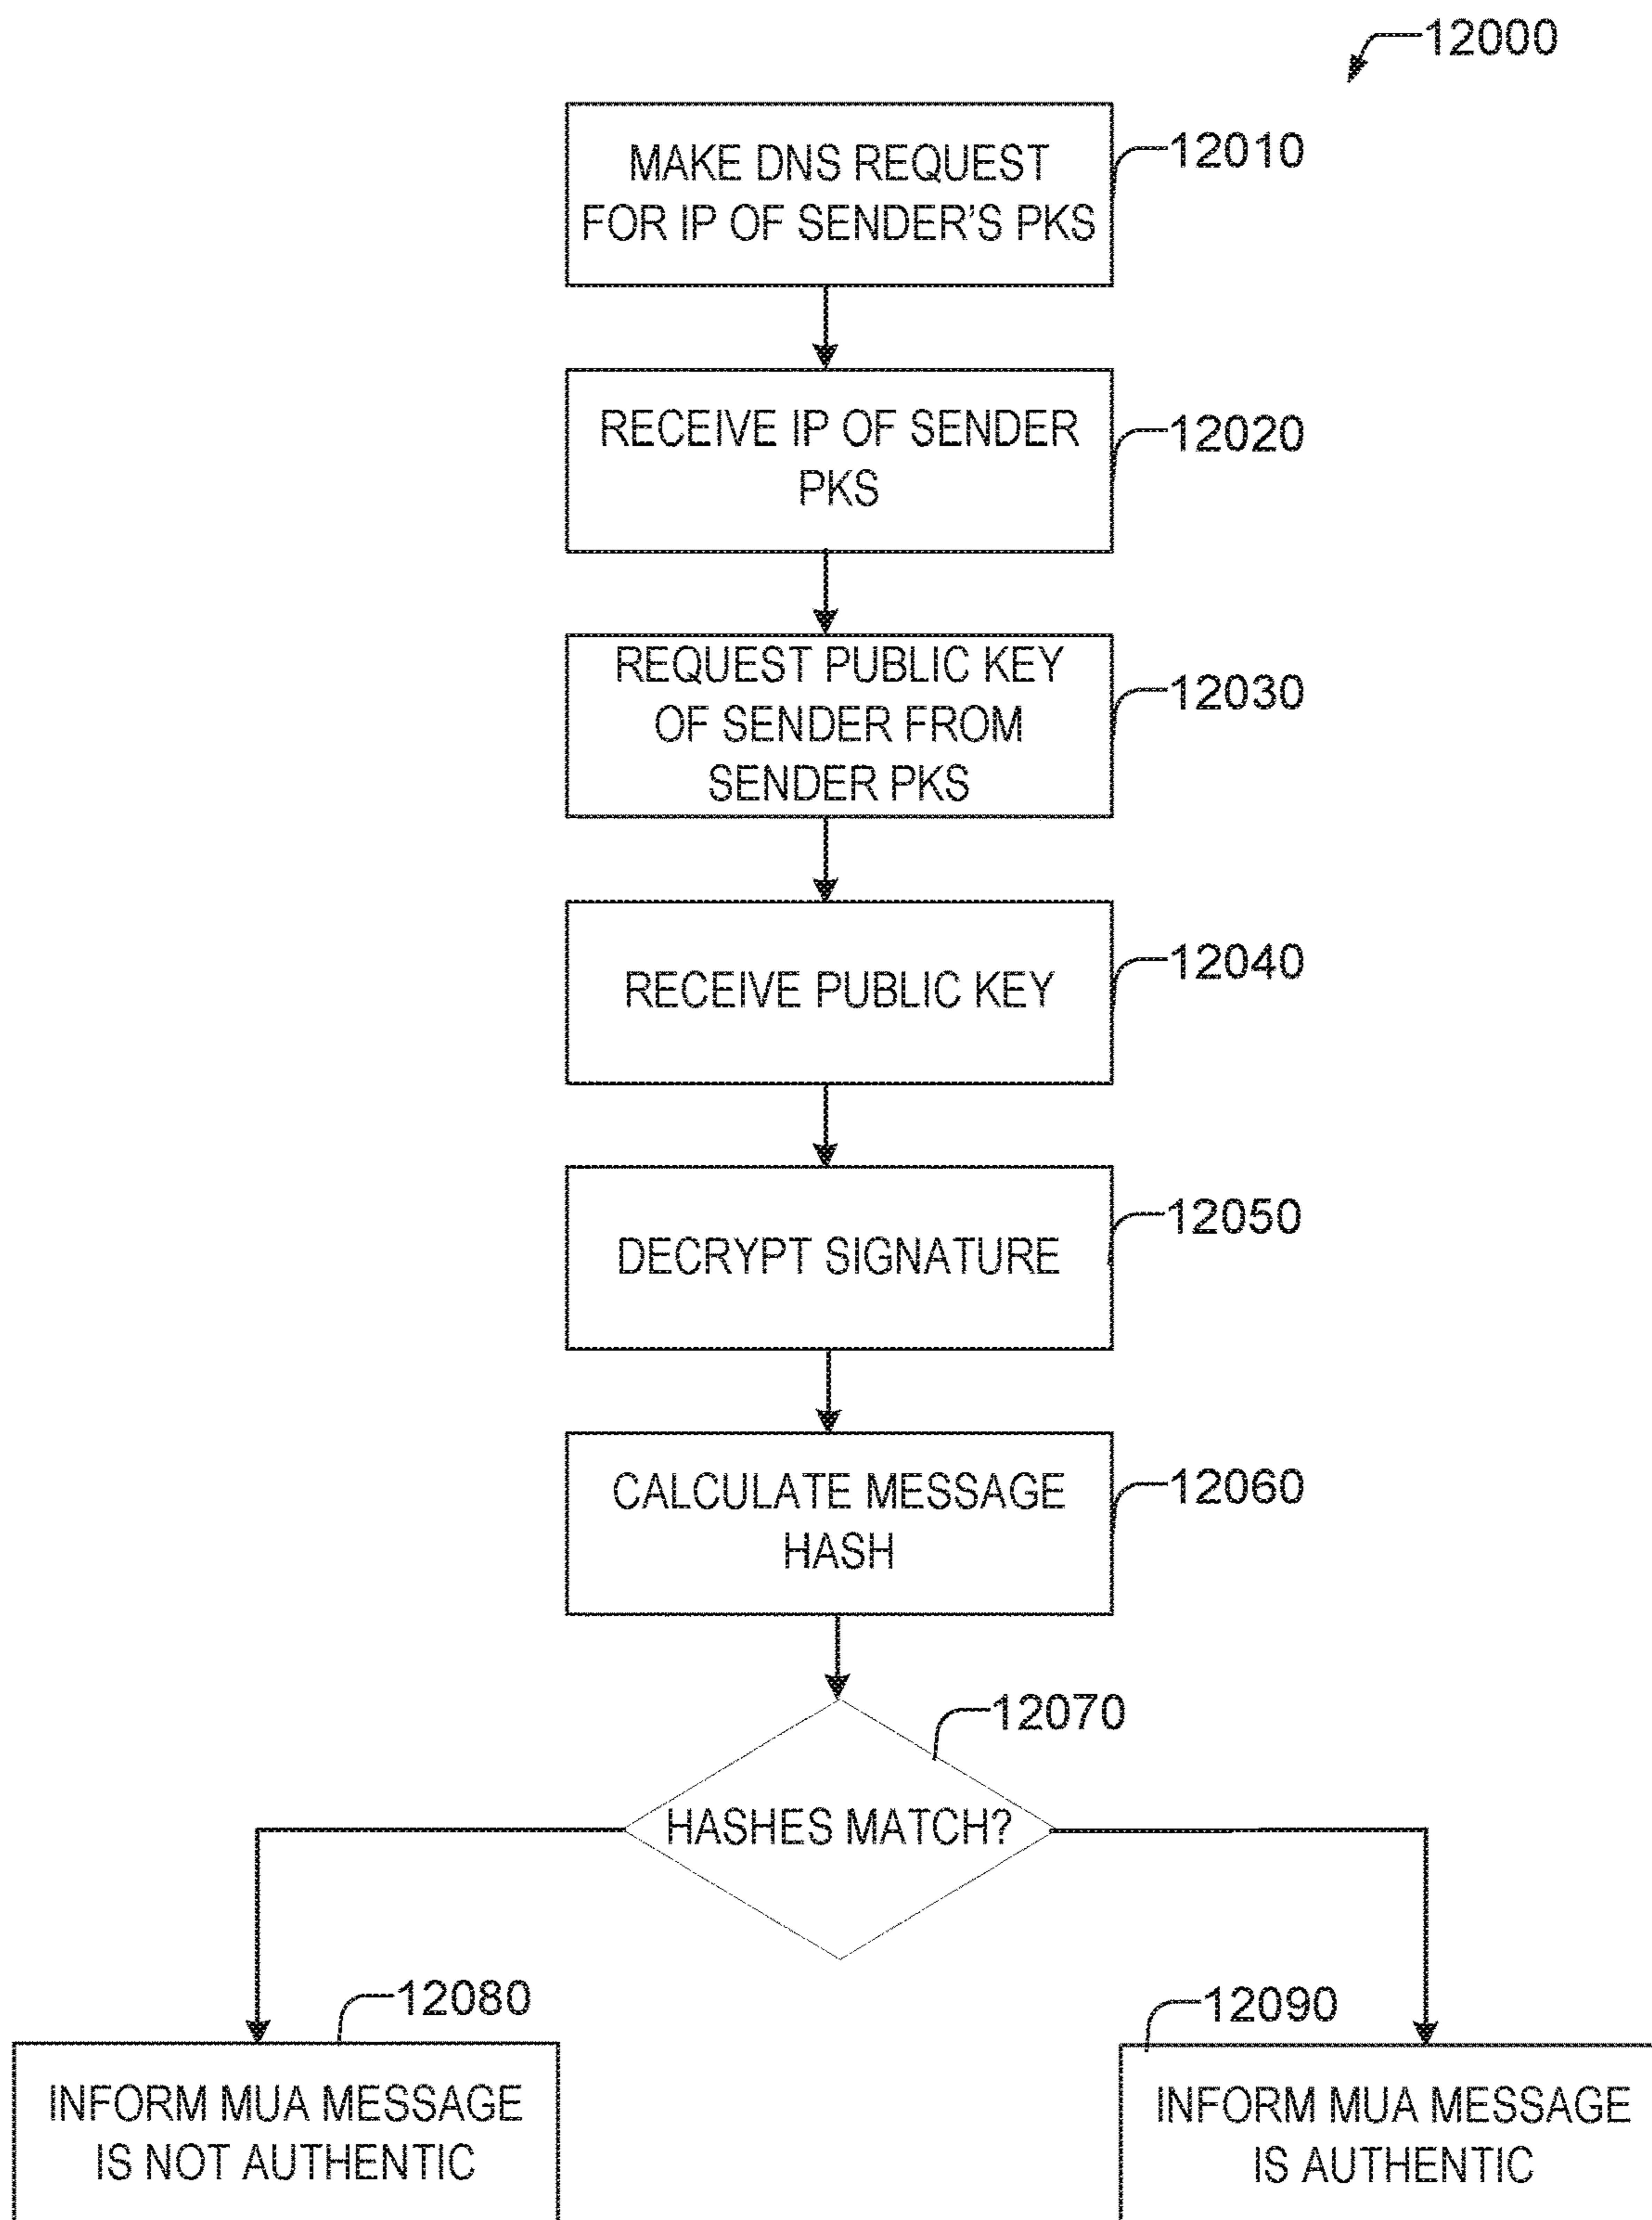 12000
MAKE DNS REQUEST
FOR IP OF SENDER'S PKS
12010
RECEIVE IP OF SENDER
PKS
12020
REQUEST PUBLIC KEY
OF SENDER FROM
SENDER PKS
12030
RECEIVE PUBLIC KEY
12040
DECRYPT SIGNATURE
12050
CALCULATE MESSAGE
HASH
12060
HASHES MATCH?
12070
12080
INFORM MUA MESSAGE
IS NOT AUTHENTIC
12090
INFORM MUA MESSAGE
IS AUTHENTIC